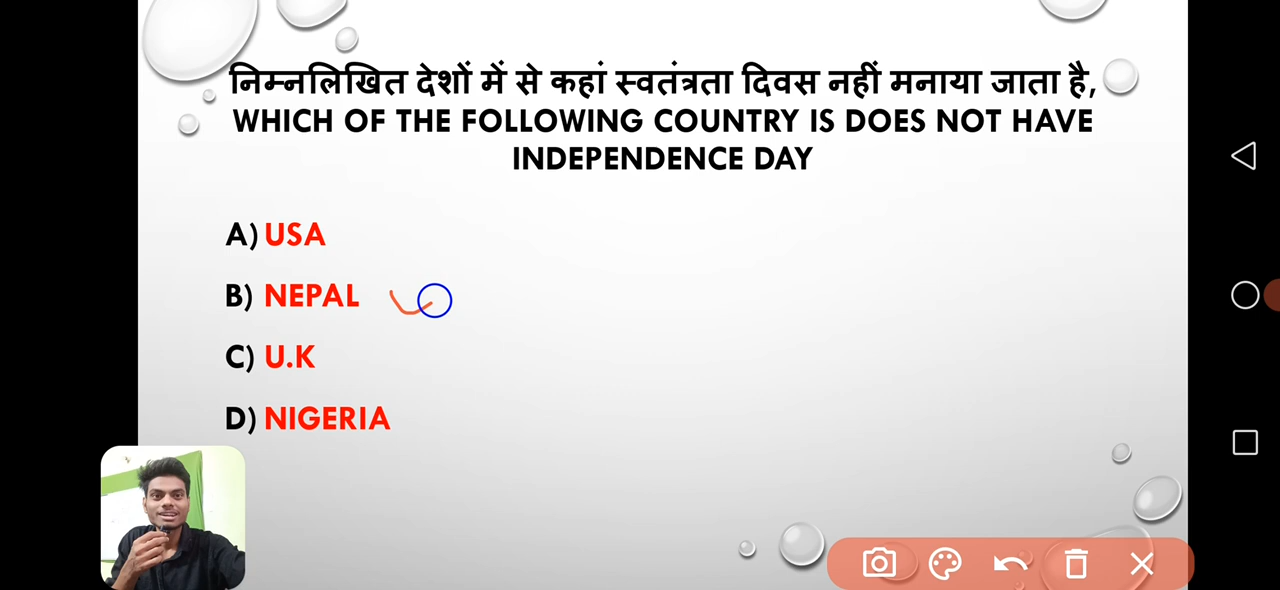 निम्नलिखित देशों में से कहां स्वतंत्रता दिवस नहीं मनाया जाता है,
WHICH OF THE FOLLOWING COUNTRY IS DOES NOT HAVE
INDEPENDENCE DAY
A) USA
B) NEPAL
C) U.K
D) NIGERIA